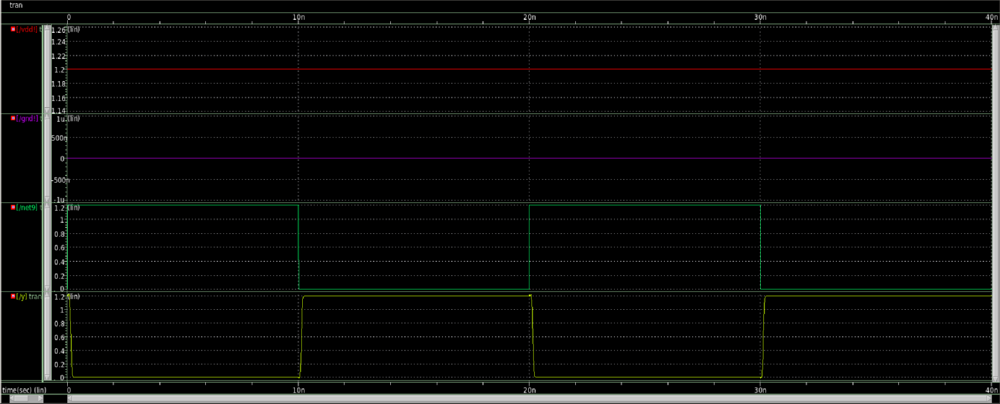 tran
0 10n 20n 30n 40n
[/vdd!] t 1.26 (lin)
1.24
1.22
1.2
1.18
1.16
1.14
[/gnd!] t 1u (lin)
500n
0
-500n
-1u
[/net9] t 1.2 (lin)
1
0.8
0.6
0.4
0.2
0
[/y] tran 1.2 (lin)
1
0.8
0.6
0.4
0.2
0
time(sec) (lin) 0 10n 20n 30n 40n